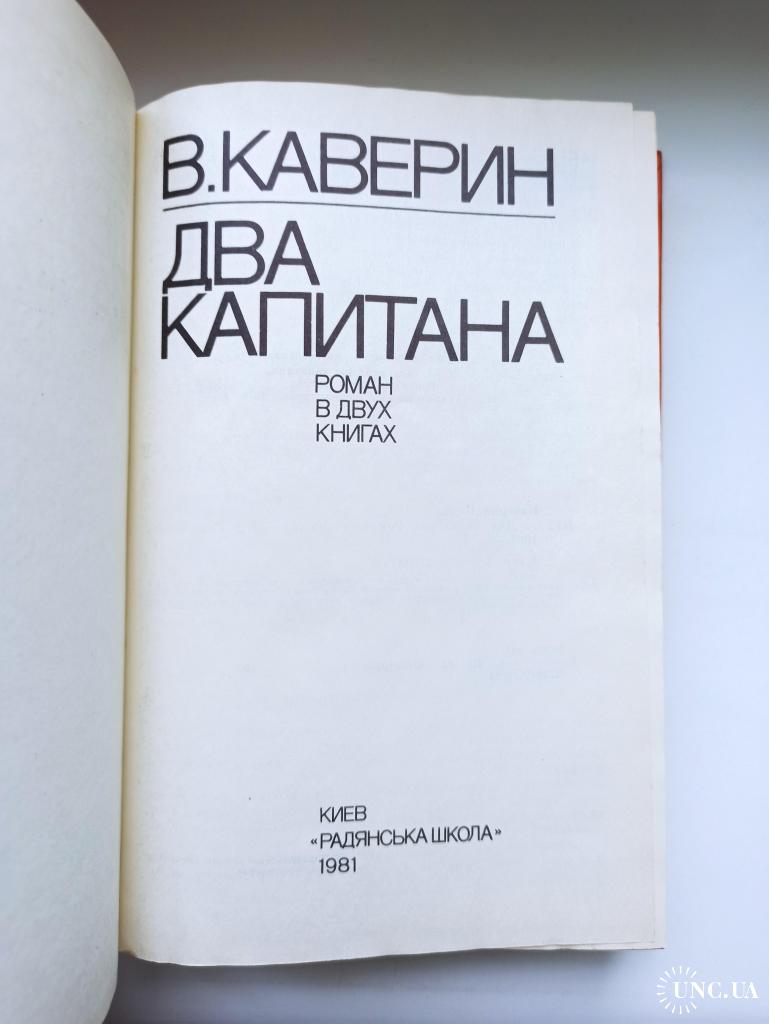 В.КАВЕРИН
ДВА
КАПИТАНА
РОМАН
В ДВУХ
КНИГАХ
КИЕВ
«РАДЯНСЬКА ШКОЛА»
1981
UNC.UA